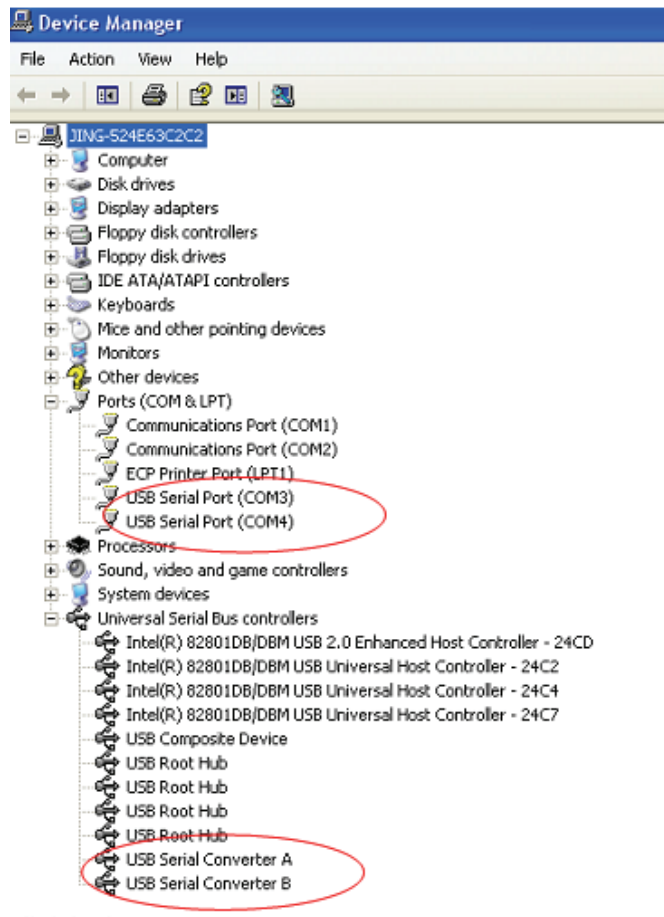 Device Manager
File Action View Help
JING-524E63C2C2
Computer
Disk drives
Display adapters
Floppy disk controllers
Floppy disk drives
IDE ATA/ATAPI controllers
Keyboards
Mice and other pointing devices
Monitors
Other devices
Ports (COM & LPT)
Communications Port (COM1)
Communications Port (COM2)
ECP Printer Port (LPT1)
USB Serial Port (COM3)
USB Serial Port (COM4)
Processors
Sound, video and game controllers
System devices
Universal Serial Bus controllers
Intel(R) 82801DB/DBM USB 2.0 Enhanced Host Controller - 24CD
Intel(R) 82801DB/DBM USB Universal Host Controller - 24C2
Intel(R) 82801DB/DBM USB Universal Host Controller - 24C4
Intel(R) 82801DB/DBM USB Universal Host Controller - 24C7
USB Composite Device
USB Root Hub
USB Root Hub
USB Root Hub
USB Root Hub
USB Serial Converter A
USB Serial Converter B